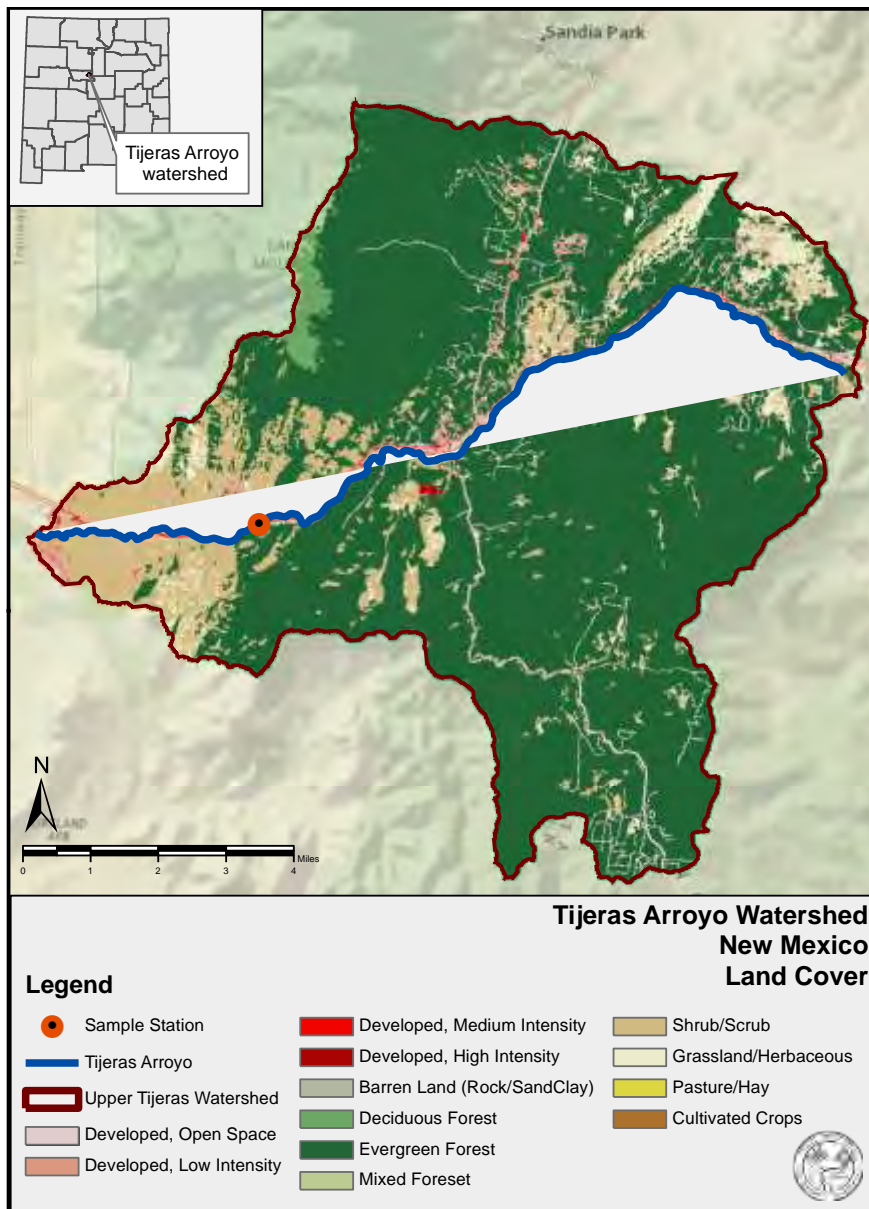 Sandia Park
Tijeras Arroyo
watershed
N
Miles
0 1 2 3 4
Tijeras Arroyo Watershed
New Mexico
Land Cover
Legend
Sample Station
Tijeras Arroyo
Upper Tijeras Watershed
Developed, Open Space
Developed, Low Intensity
Developed, Medium Intensity
Developed, High Intensity
Barren Land (Rock/SandClay)
Deciduous Forest
Evergreen Forest
Mixed Foreset
Shrub/Scrub
Grassland/Herbaceous
Pasture/Hay
Cultivated Crops